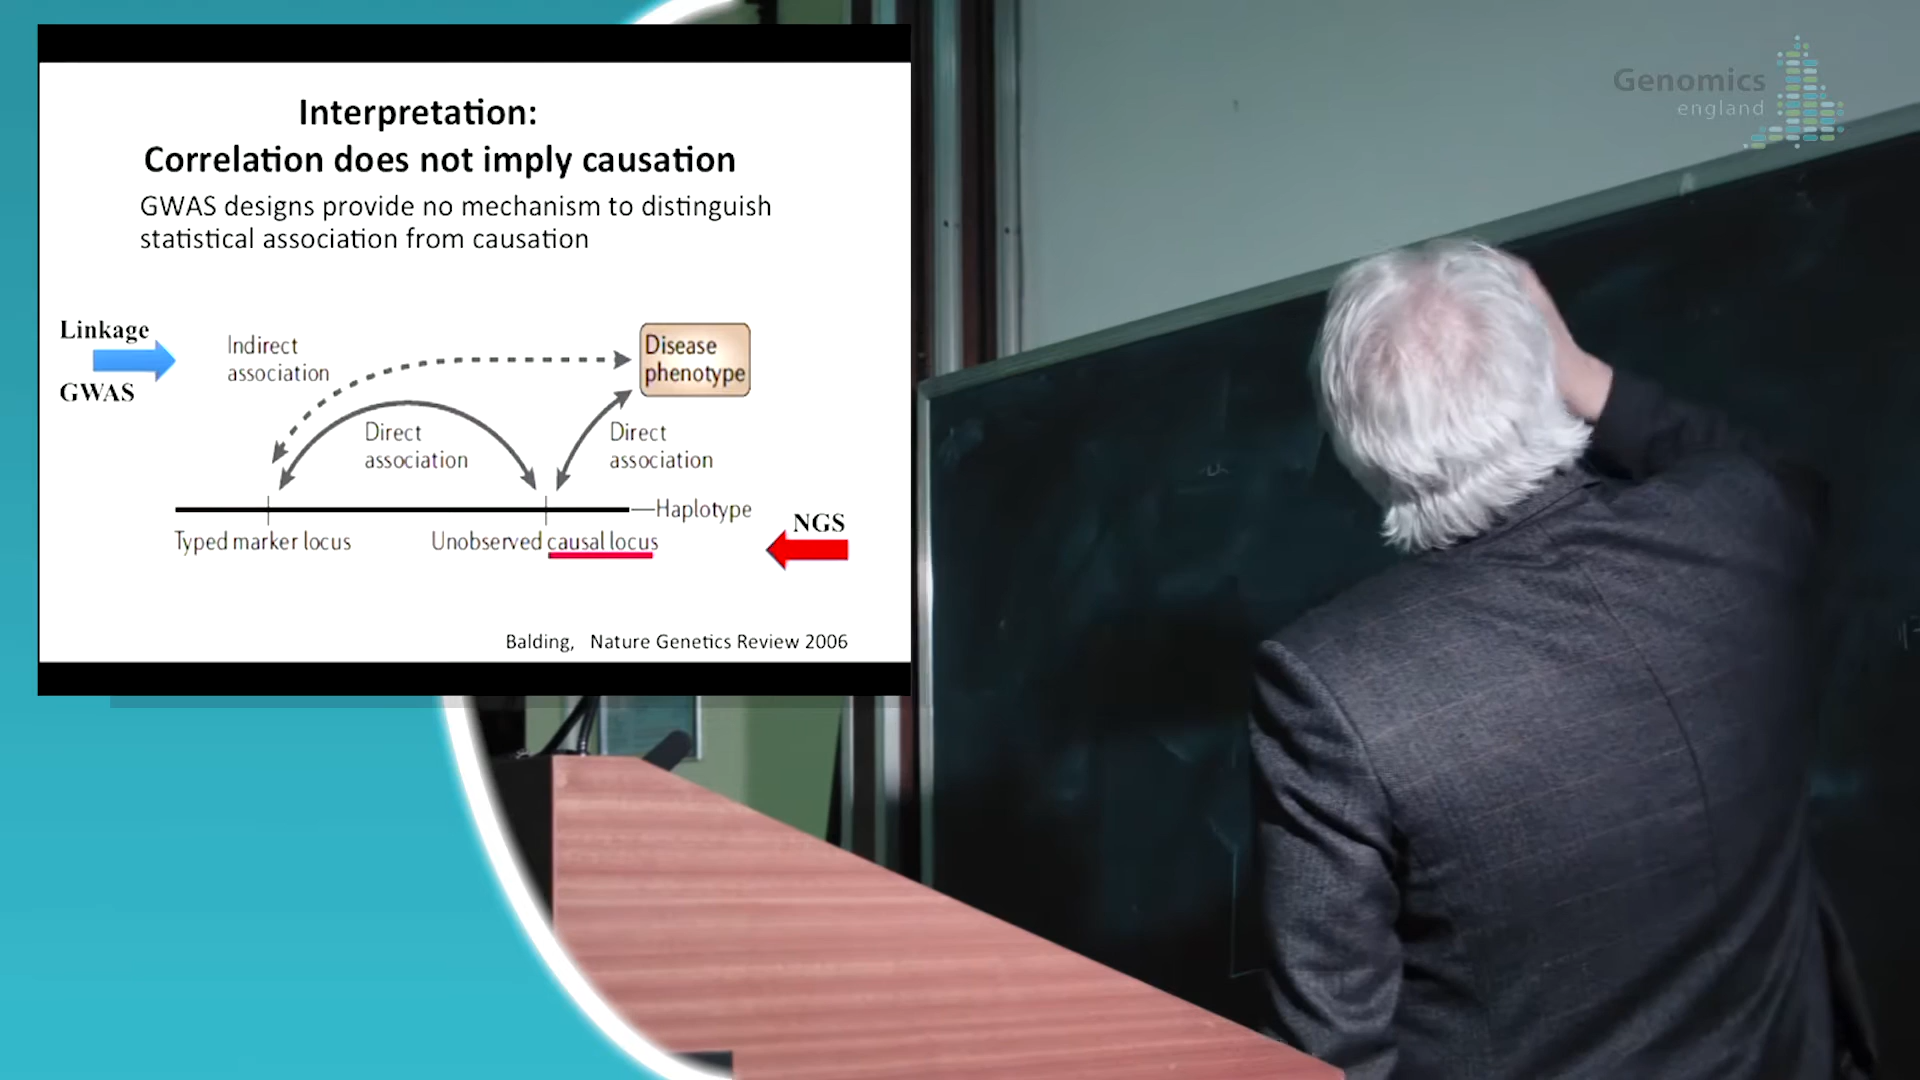 Interpretation:
Correlation does not imply causation
GWAS designs provide no mechanism to distinguish
statistical association from causation
Linkage
GWAS
Indirect
association
Disease
phenotype
Direct
association
Direct
association
Haplotype
Typed marker locus
Unobserved causal locus
NGS
Balding, Nature Genetics Review 2006
Genomics
england